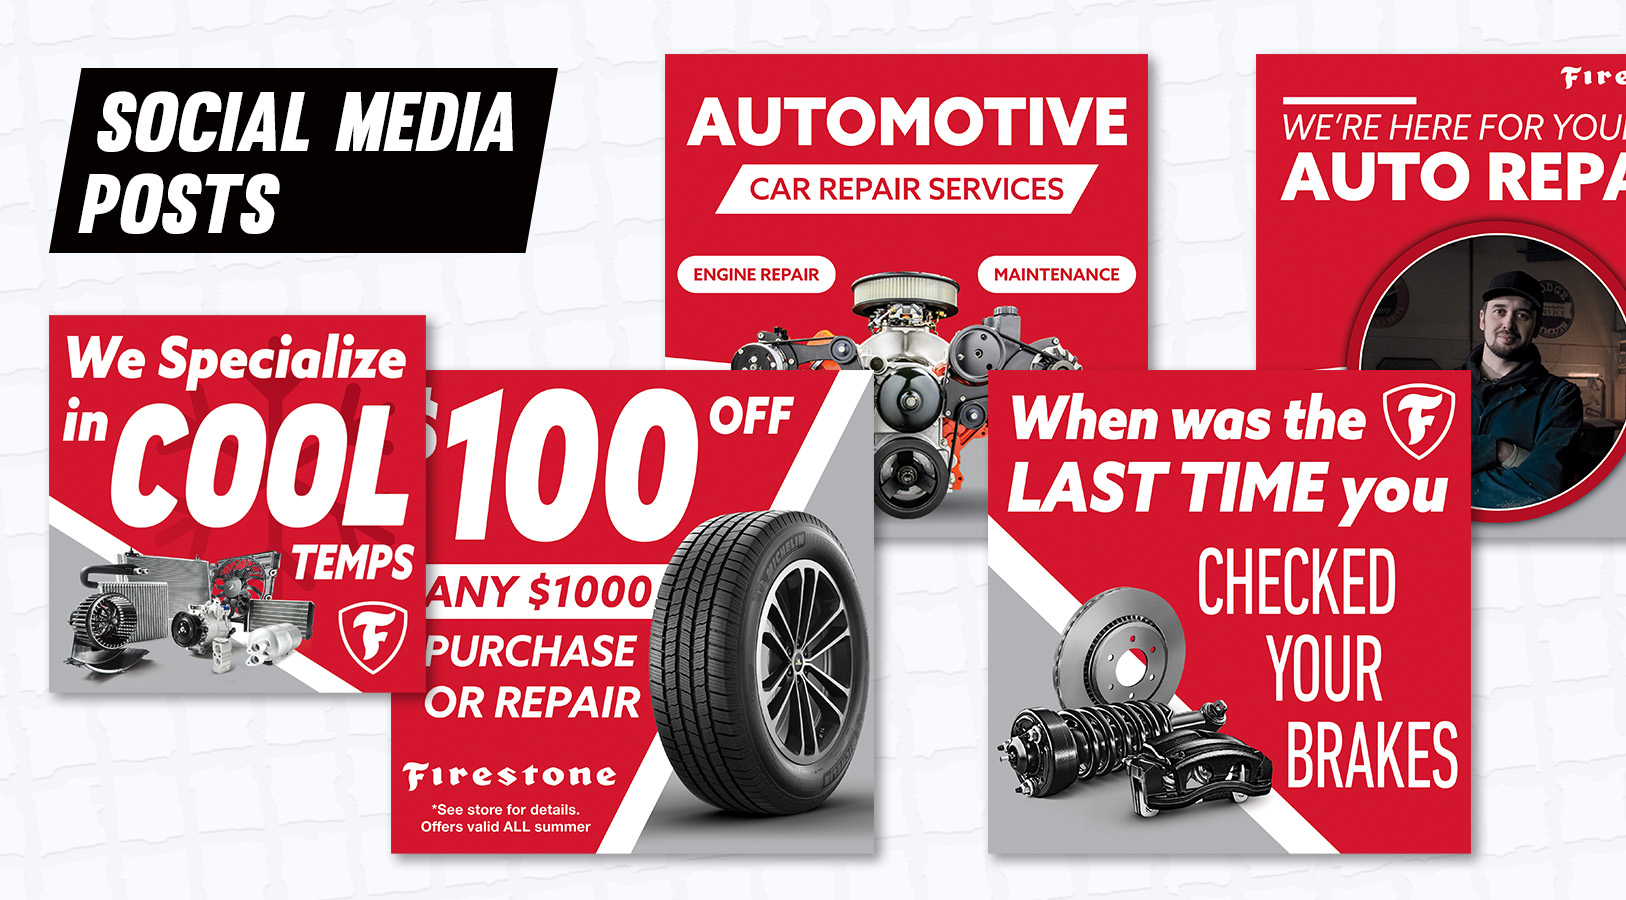 SOCIAL MEDIA
POSTS
We Specialize
in COOL
TEMPS
F
$100 OFF
ANY $1000
PURCHASE
OR REPAIR
Firestone
*See store for details.
Offers valid ALL summer
MICHELIN
AUTOMOTIVE
CAR REPAIR SERVICES
ENGINE REPAIR
MAINTENANCE
When was the
LAST TIME you
F
CHECKED
YOUR
BRAKES
WE'RE HERE FOR YOU
AUTO REPA